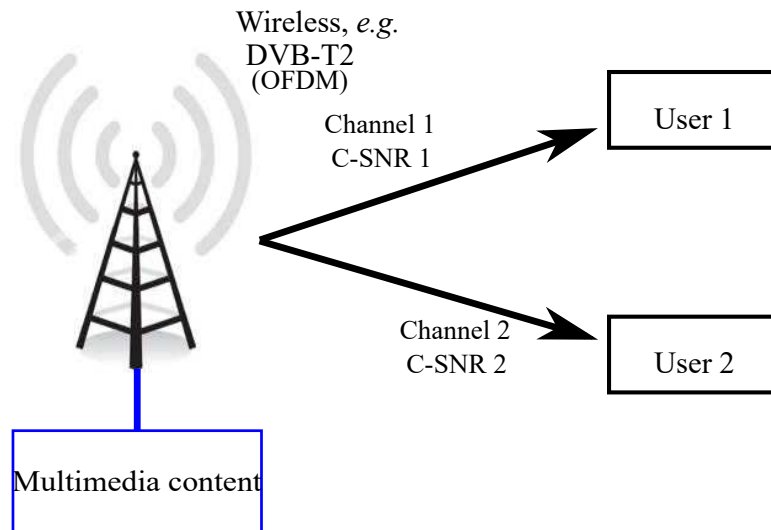 Wireless, e.g.
DVB-T2
(OFDM)
Channel 1
C-SNR 1
User 1
Channel 2
C-SNR 2
User 2
Multimedia content